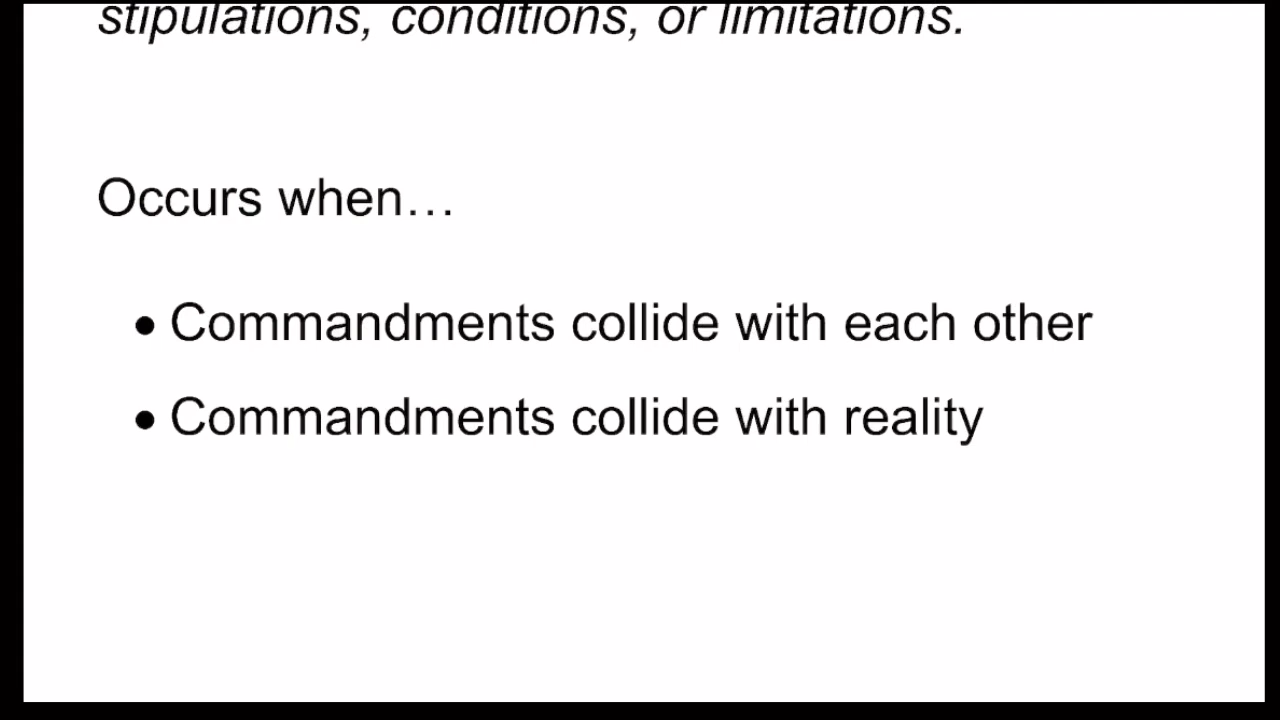 stipulations, conditions, or limitations.
Occurs when…
• Commandments collide with each other
• Commandments collide with reality